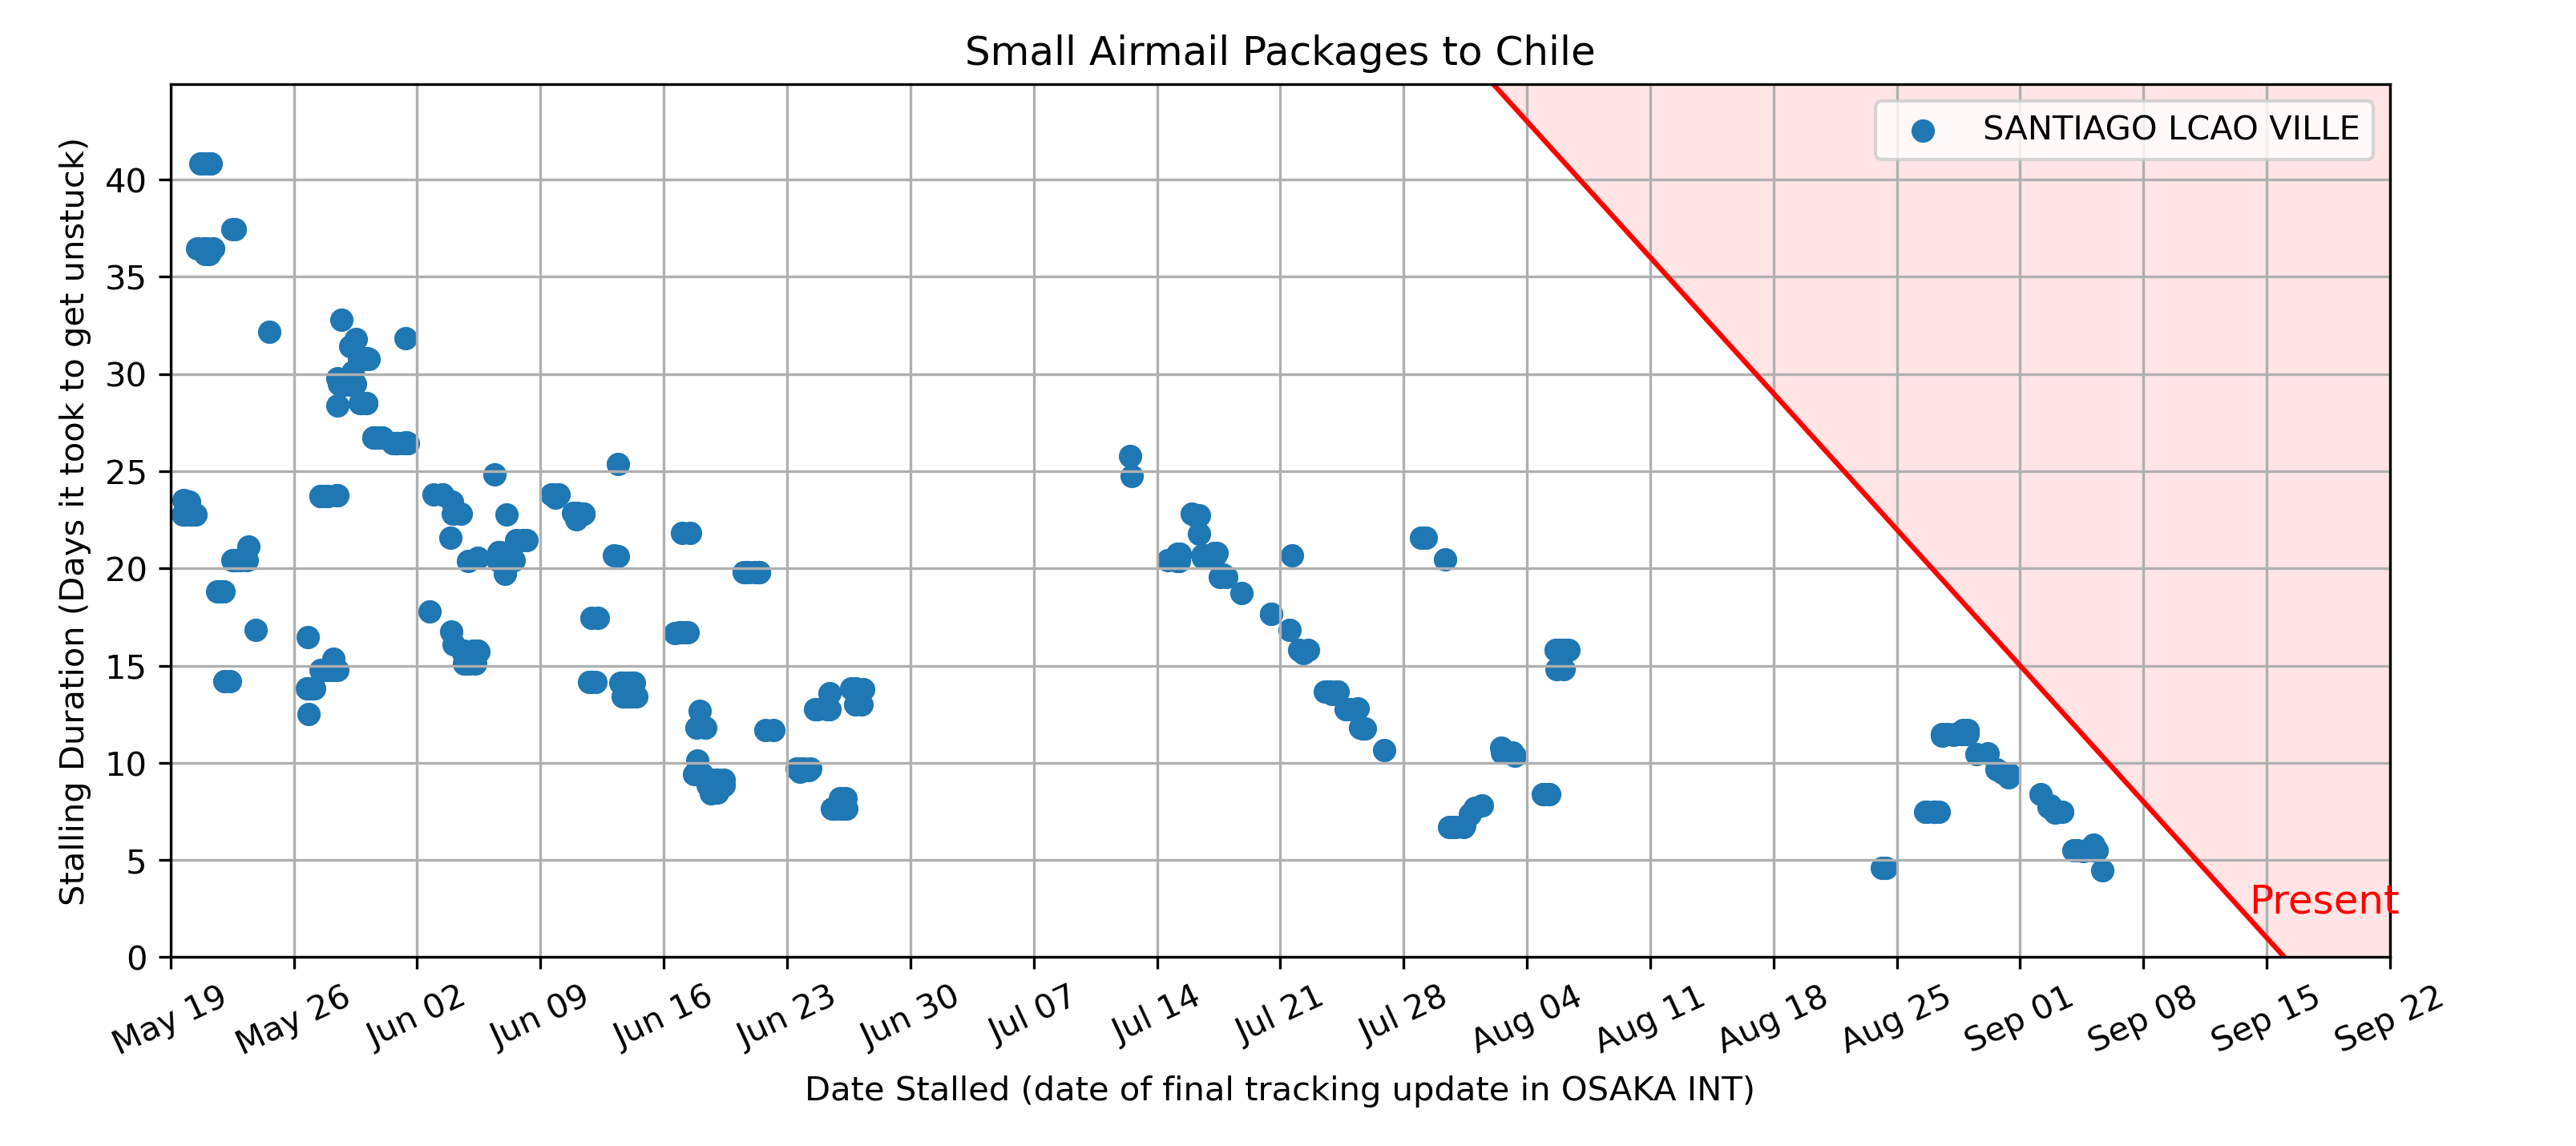 Small Airmail Packages to Chile
SANTIAGO LCAO VILLE
Stalling Duration (Days it took to get unstuck)
40
35
30
25
20
15
10
5
0
Present
May 19
May 26
Jun 02
Jun 09
Jun 16
Jun 23
Jun 30
Jul 07
Jul 14
Jul 21
Jul 28
Aug 04
Aug 11
Aug 18
Aug 25
Sep 01
Sep 08
Sep 15
Sep 22
Date Stalled (date of final tracking update in OSAKA INT)